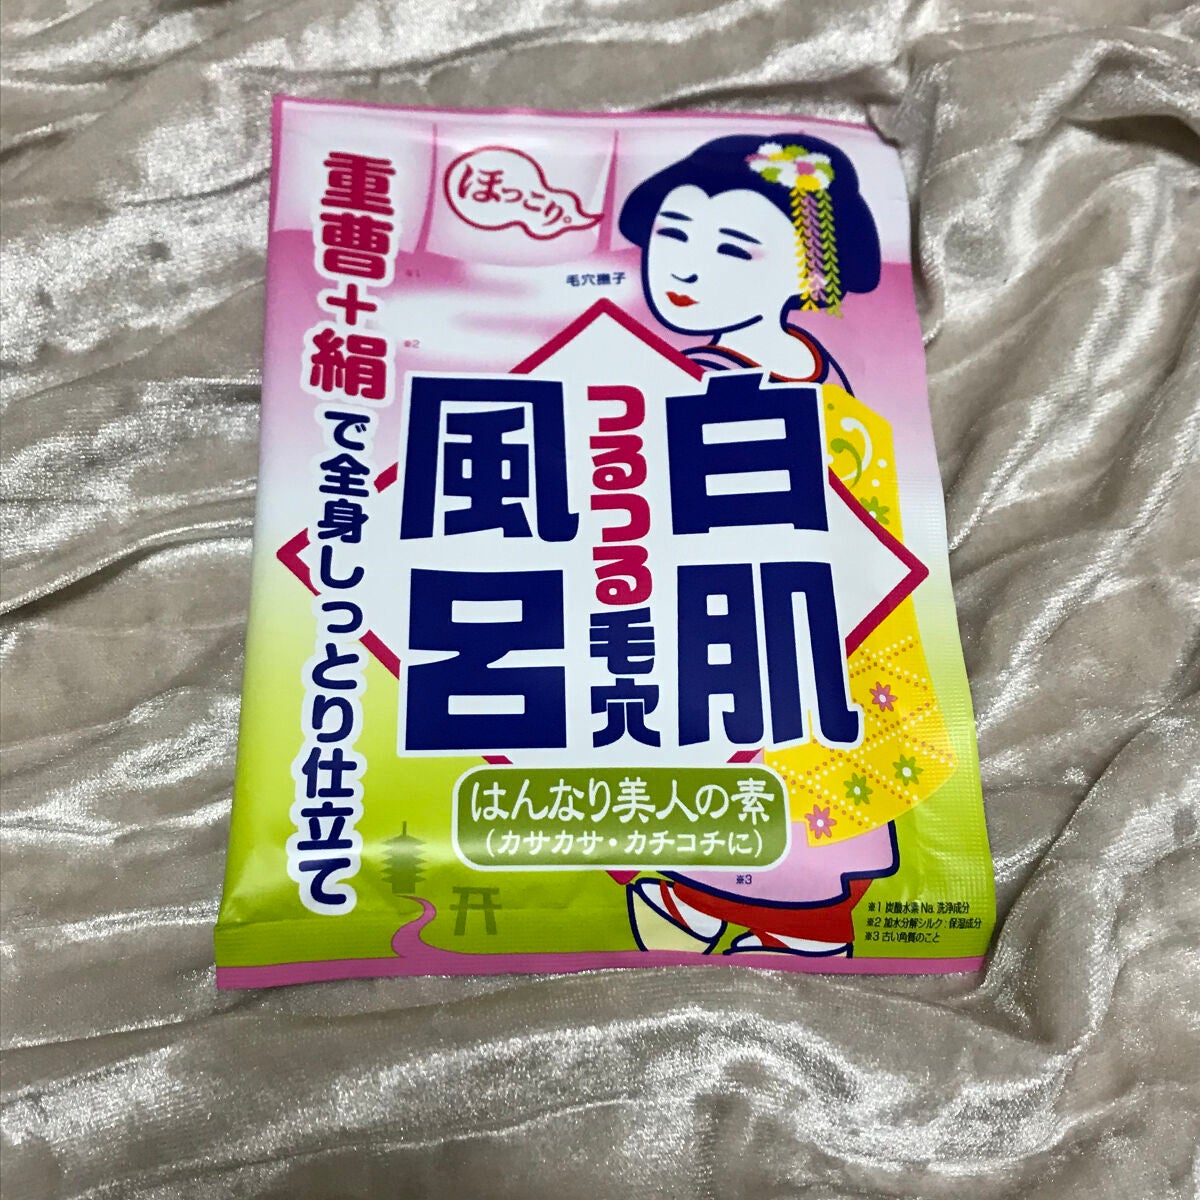 ほっこり。
毛穴撫子
重曹+絹で全身しっとり仕立て
※1
※2
白肌
つるつる毛穴
風呂
はんなり美人の素
(カサカサ・カチコチに)
※3
※1 炭酸水素Na：洗浄成分
※2 加水分解シルク：保湿成分
※3 古い角質のこと